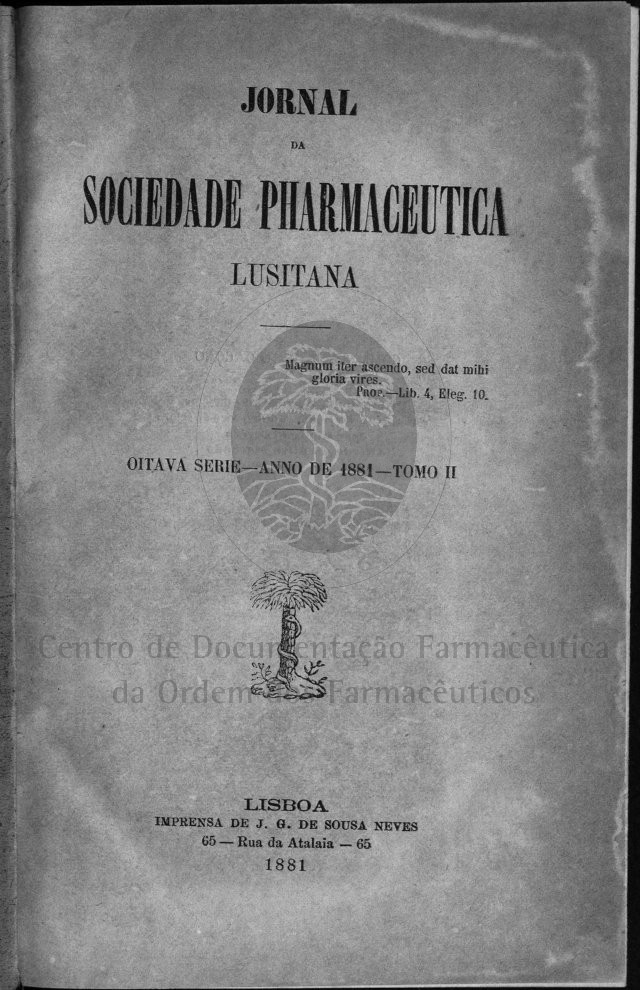 JORNAL
DA
SOCIEDADE PHARMACEUTICA
LUSITANA
Magnum iter ascendo, sed dat mihi
gloria vires.
PROP.—Lib. 4, Eleg. 10.
OITAVA SERIE—ANNO DE 1881—TOMO II
Centro de Documentação Farmacêutica
da Ordem dos Farmacêuticos
LISBOA
IMPRENSA DE J. G. DE SOUSA NEVES
65 — Rua da Atalaia — 65
1881